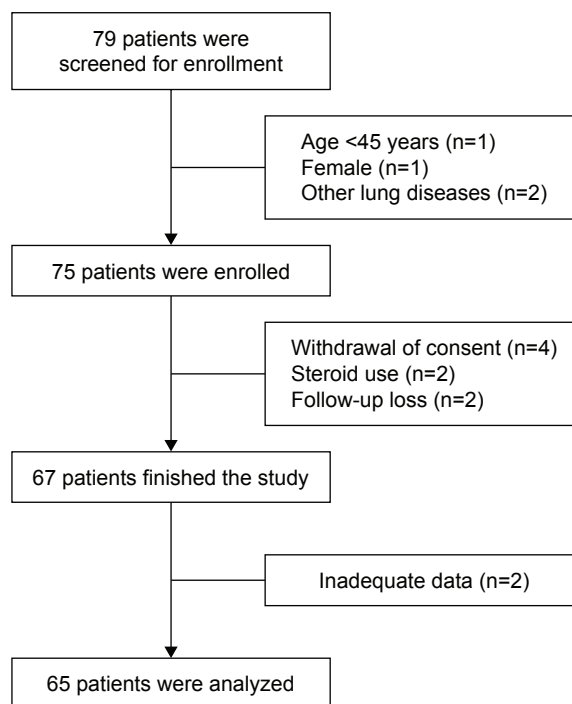 79 patients were
screened for enrollment
Age <45 years (n=1)
Female (n=1)
Other lung diseases (n=2)
75 patients were enrolled
Withdrawal of consent (n=4)
Steroid use (n=2)
Follow-up loss (n=2)
67 patients finished the study
Inadequate data (n=2)
65 patients were analyzed